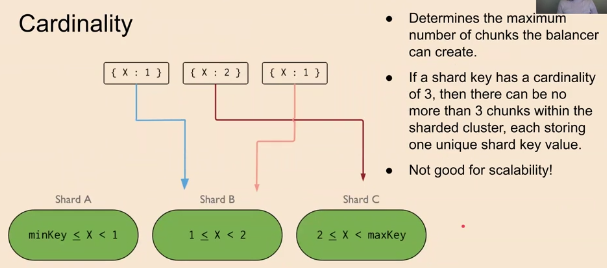 Cardinality
{ X : 1 }
{ X : 2 }
{ X : 1 }
Shard A
Shard B
Shard C
minKey ≤ X < 1
1 ≤ X < 2
2 ≤ X < maxKey
● Determines the maximum
number of chunks the balancer
can create.
● If a shard key has a cardinality
of 3, then there can be no
more than 3 chunks within the
sharded cluster, each storing
one unique shard key value.
● Not good for scalability!